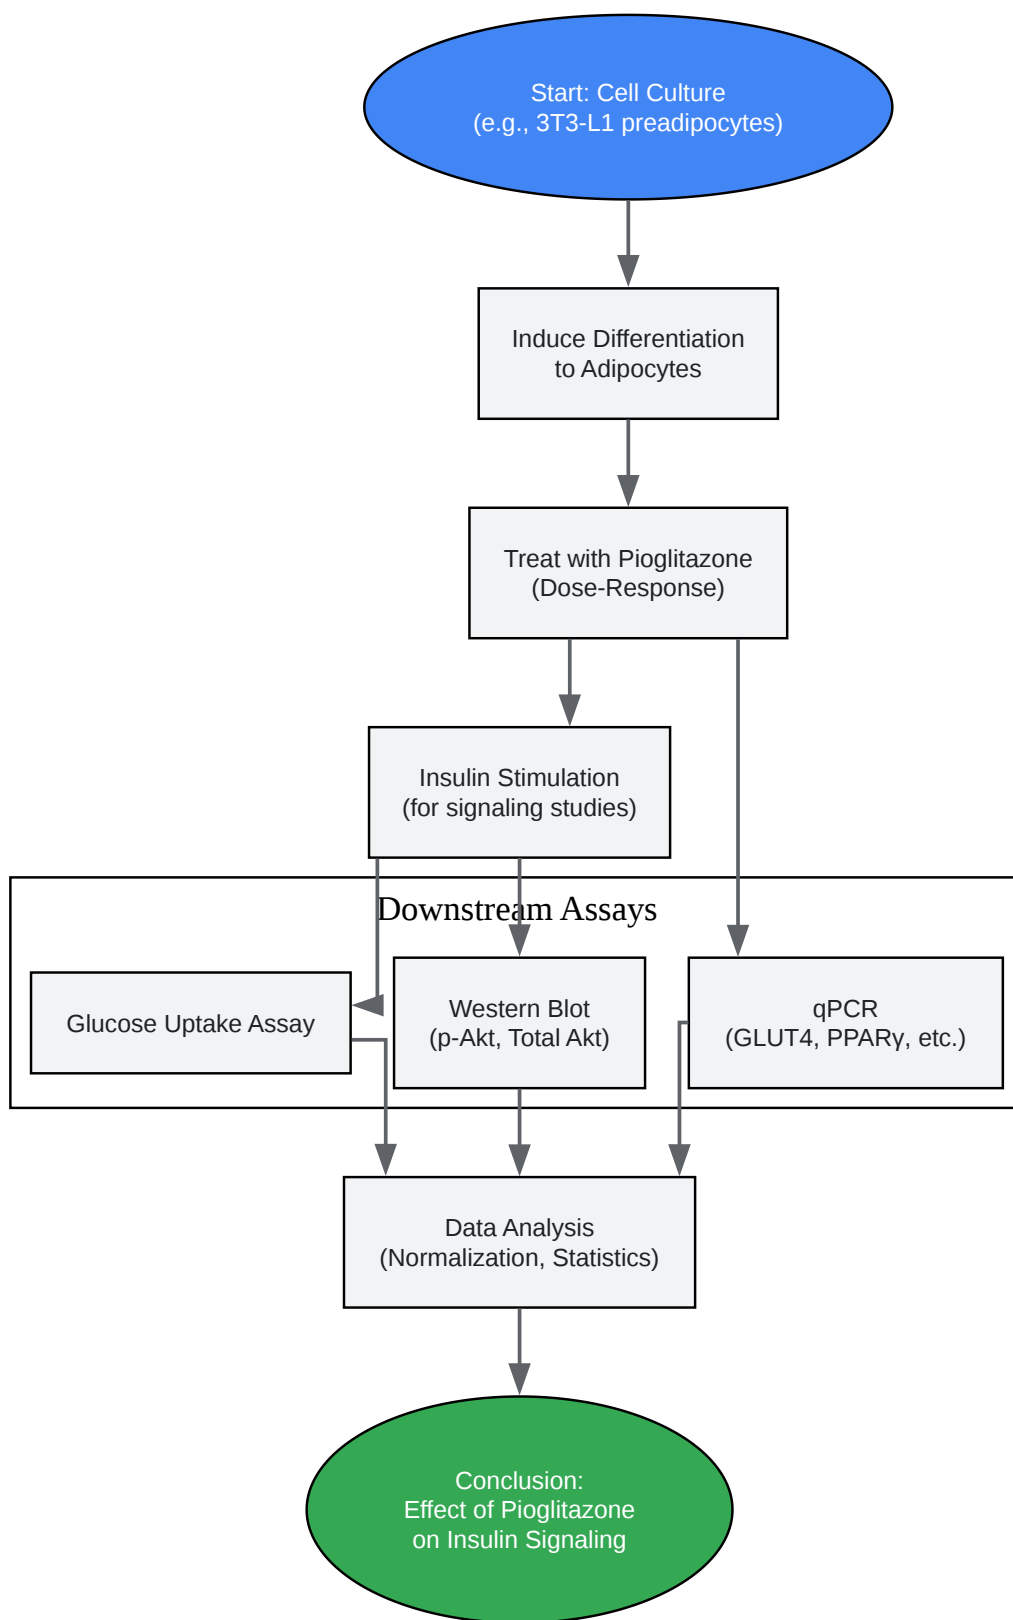 Start: Cell Culture
(e.g., 3T3-L1 preadipocytes)
Induce Differentiation
to Adipocytes
Treat with Pioglitazone
(Dose-Response)
Insulin Stimulation
(for signaling studies)
Downstream Assays
Glucose Uptake Assay
Western Blot
(p-Akt, Total Akt)
qPCR
(GLUT4, PPARγ, etc.)
Data Analysis
(Normalization, Statistics)
Conclusion:
Effect of Pioglitazone
on Insulin Signaling